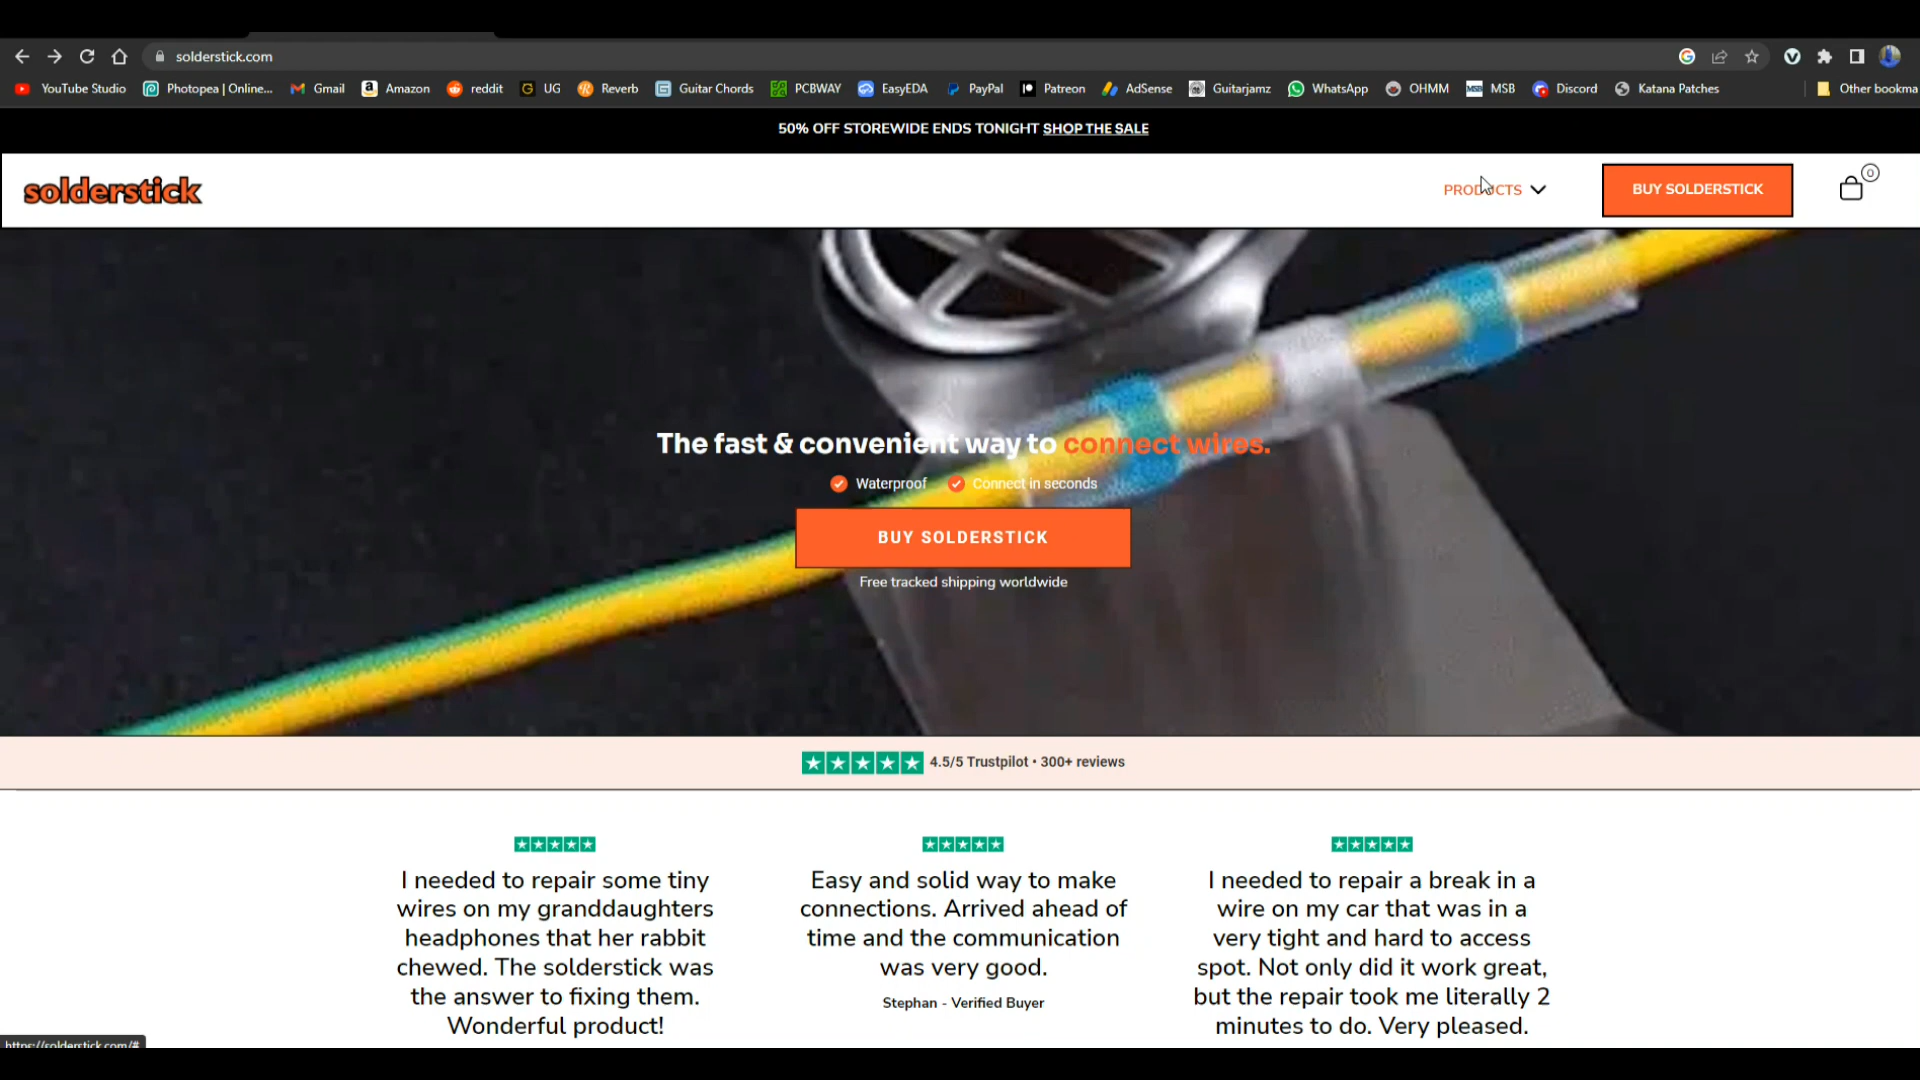 solderstick.com
YouTube Studio Photopea | Online... Gmail Amazon reddit UG Reverb Guitar Chords PCBWAY EasyEDA PayPal Patreon AdSense Guitarjamz WhatsApp OHMM MSB Discord Katana Patches Other bookma
50% OFF STOREWIDE ENDS TONIGHT SHOP THE SALE
solderstick PRODUCTS BUY SOLDERSTICK 0
The fast & convenient way to connect wires.
Waterproof Connect in seconds
BUY SOLDERSTICK
Free tracked shipping worldwide
4.5/5 Trustpilot • 300+ reviews
I needed to repair some tiny
wires on my granddaughters
headphones that her rabbit
chewed. The solderstick was
the answer to fixing them.
Wonderful product!
Easy and solid way to make
connections. Arrived ahead of
time and the communication
was very good.
Stephan - Verified Buyer
I needed to repair a break in a
wire on my car that was in a
very tight and hard to access
spot. Not only did it work great,
but the repair took me literally 2
minutes to do. Very pleased.
https://solderstick.com/#